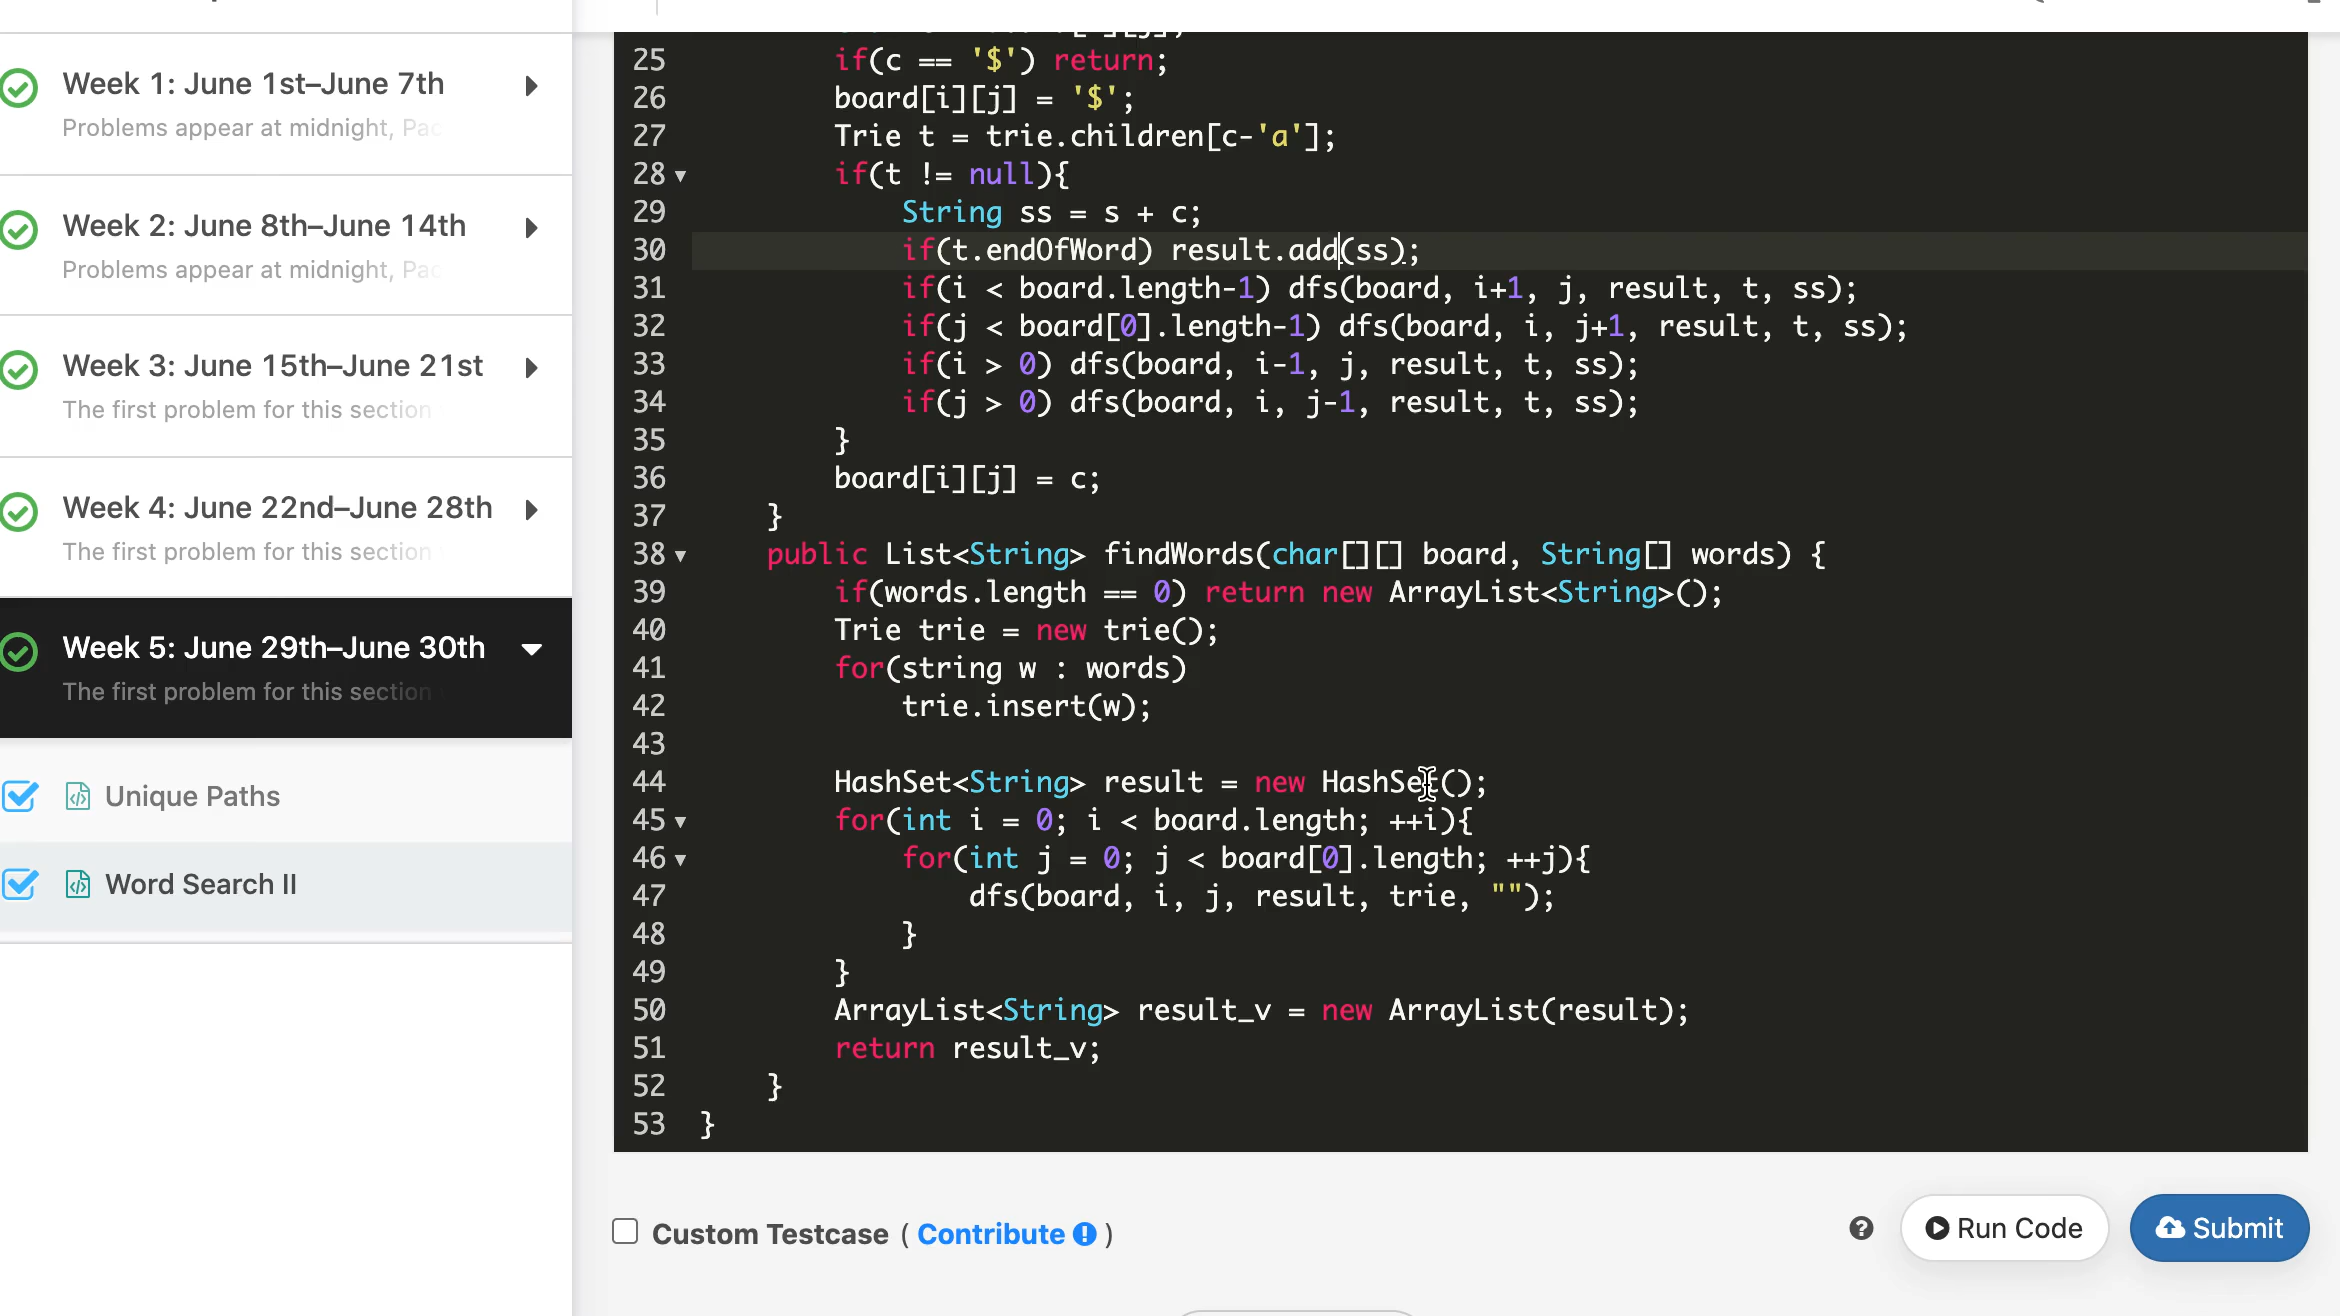 Week 1: June 1st–June 7th
Problems appear at midnight, Pac
Week 2: June 8th–June 14th
Problems appear at midnight, Pac
Week 3: June 15th–June 21st
The first problem for this section
Week 4: June 22nd–June 28th
The first problem for this section
Week 5: June 29th–June 30th
The first problem for this section
Unique Paths
Word Search II
25 if(c == '$') return;
26 board[i][j] = '$';
27 Trie t = trie.children[c-'a'];
28 if(t != null){
29 String ss = s + c;
30 if(t.endOfWord) result.add(ss);
31 if(i < board.length-1) dfs(board, i+1, j, result, t, ss);
32 if(j < board[0].length-1) dfs(board, i, j+1, result, t, ss);
33 if(i > 0) dfs(board, i-1, j, result, t, ss);
34 if(j > 0) dfs(board, i, j-1, result, t, ss);
35 }
36 board[i][j] = c;
37 }
38 public List<String> findWords(char[][] board, String[] words) {
39 if(words.length == 0) return new ArrayList<String>();
40 Trie trie = new trie();
41 for(string w : words)
42 trie.insert(w);
43
44 HashSet<String> result = new HashSet();
45 for(int i = 0; i < board.length; ++i){
46 for(int j = 0; j < board[0].length; ++j){
47 dfs(board, i, j, result, trie, "");
48 }
49 }
50 ArrayList<String> result_v = new ArrayList(result);
51 return result_v;
52 }
53 }
Custom Testcase ( Contribute )
Run Code
Submit